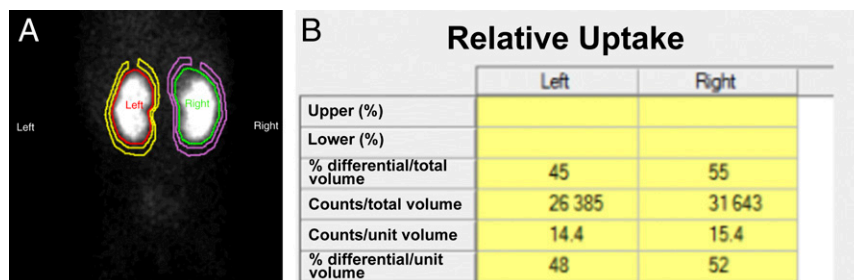 A
Left
Left
Right
Right
B
Relative Uptake
Left Right
Upper (%)
Lower (%)
% differential/total
volume 45 55
Counts/total volume 26 385 31 643
Counts/unit volume 14.4 15.4
% differential/unit
volume 48 52